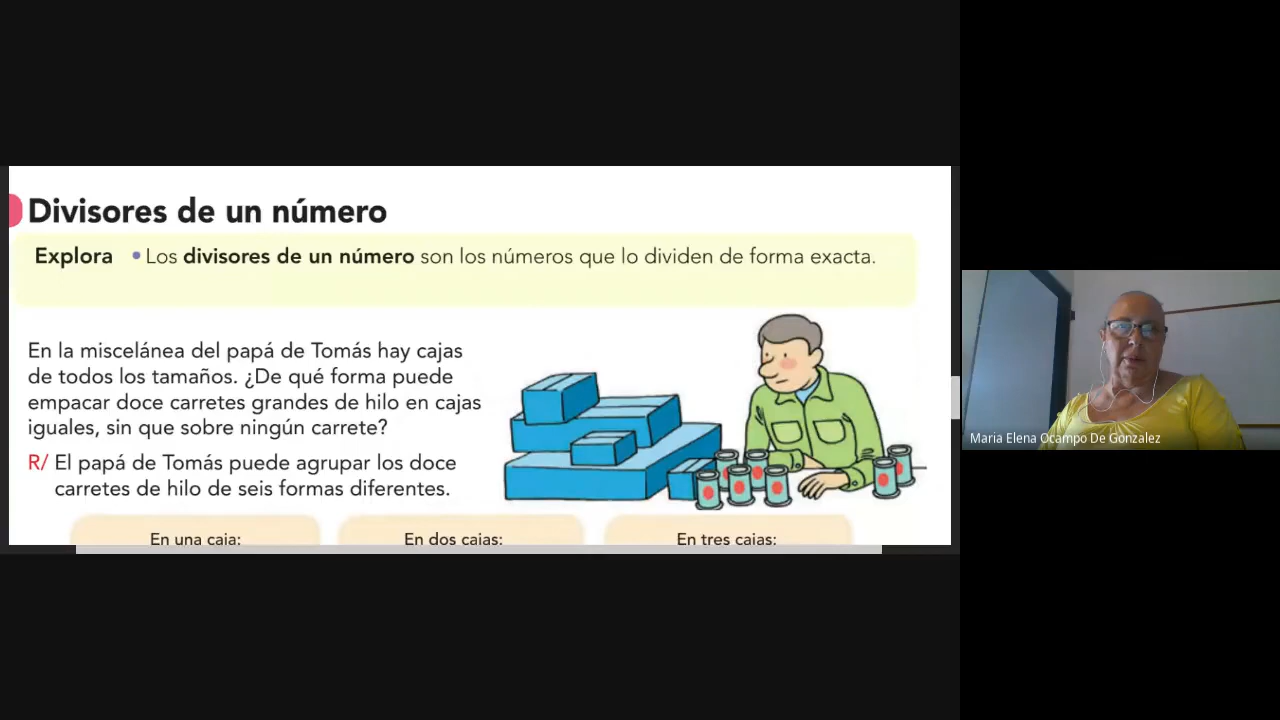 Divisores de un número
Explora • Los divisores de un número son los números que lo dividen de forma exacta.
En la miscelánea del papá de Tomás hay cajas
de todos los tamaños. ¿De qué forma puede
empacar doce carretes grandes de hilo en cajas
iguales, sin que sobre ningún carrete?
R/ El papá de Tomás puede agrupar los doce
carretes de hilo de seis formas diferentes.
En una caja:
En dos cajas:
En tres cajas:
Maria Elena Ocampo De Gonzalez